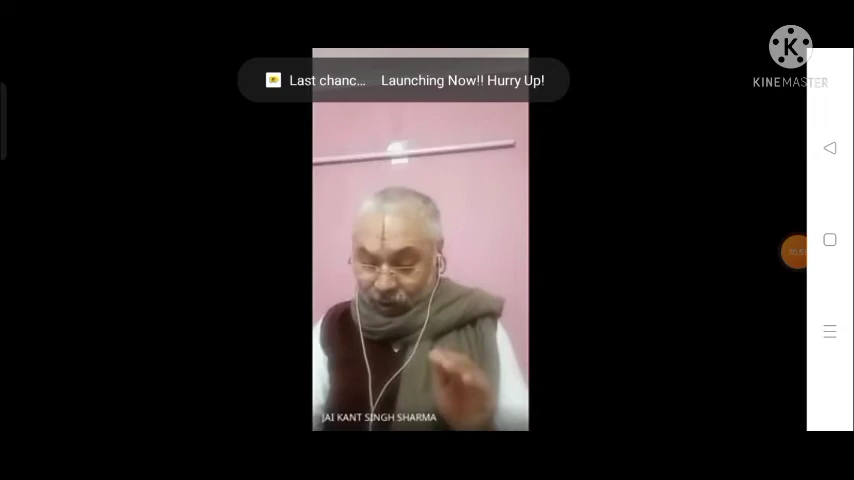 Last chanc... Launching Now!! Hurry Up!
K
KINEMASTER
JAI KANT SINGH SHARMA